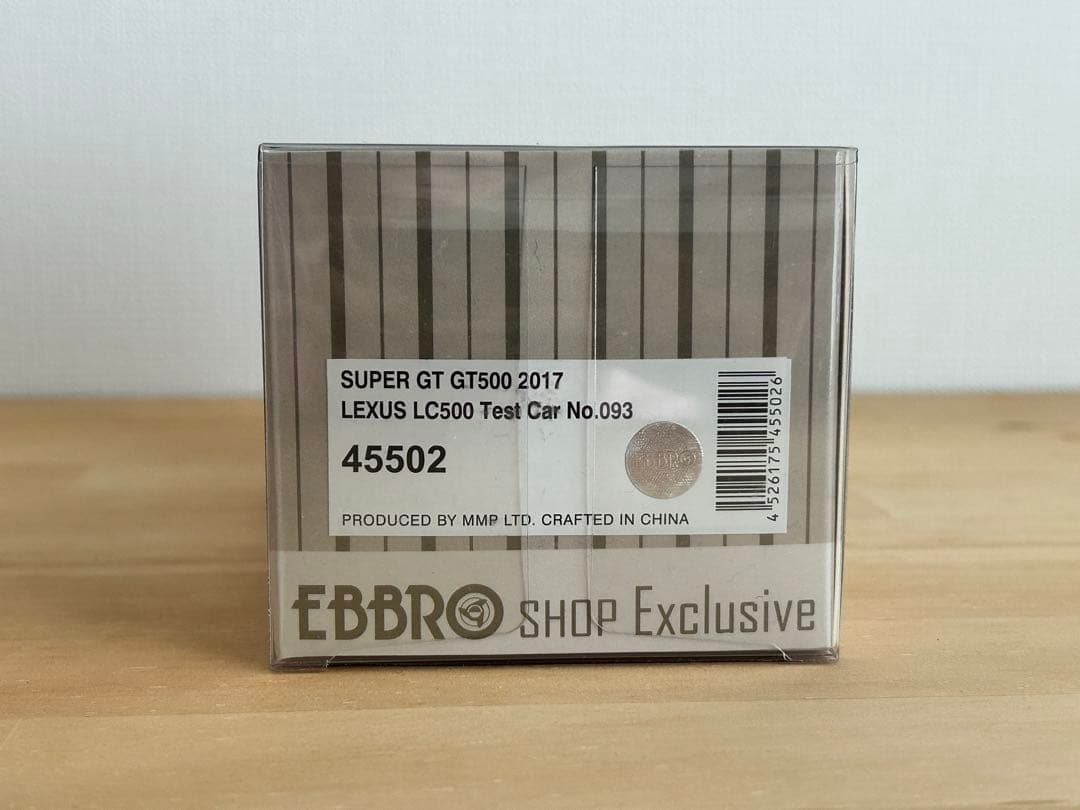 SUPER GT GT500 2017
LEXUS LC500 Test Car No.093
45502
EBBRO
PRODUCED BY MMP LTD. CRAFTED IN CHINA
4 526175 455026
EBBRO SHOP Exclusive